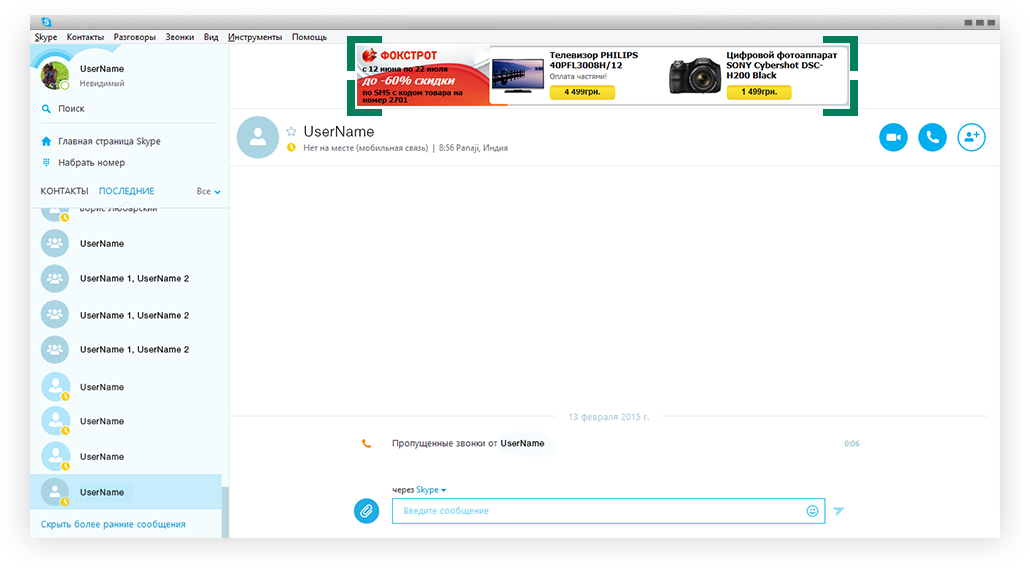 Skype Контакты Разговоры Звонки Вид Инструменты Помощь
UserName
Невидимый
Поиск
Главная страница Skype
Набрать номер
КОНТАКТЫ ПОСЛЕДНИЕ Все
Борис Любарский
UserName
UserName 1, UserName 2
UserName 1, UserName 2
UserName 1, UserName 2
UserName
UserName
UserName
UserName
Скрыть более ранние сообщения
ФОКСТРОТ
с 12 июня по 22 июля
до -60% скидки
по SMS с кодом товара на
номер 2701
Телевизор PHILIPS
40PFL3008H/12
Оплата частями!
4 499грн.
Цифровой фотоаппарат
SONY Cybershot DSC-
H200 Black
1 499грн.
UserName
Нет на месте (мобильная связь) | 8:56 Panaji, Индия
13 февраля 2015 г.
Пропущенные звонки от UserName 0:06
через Skype
Введите сообщение